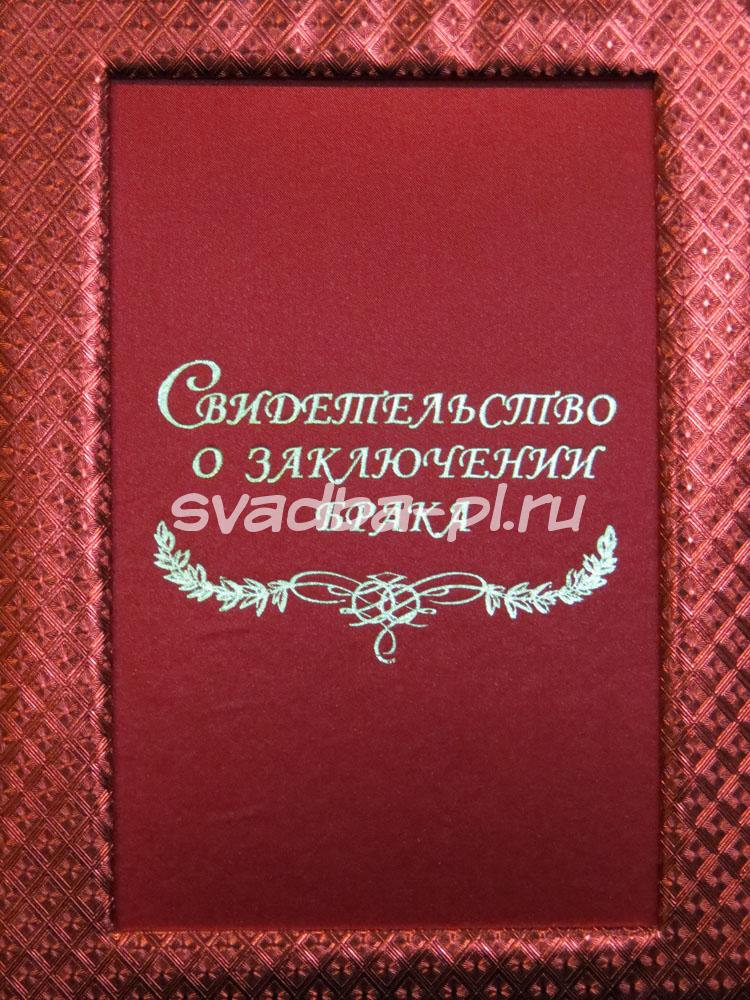 Свидетельство
о заключении
брака
svadba-pl.ru